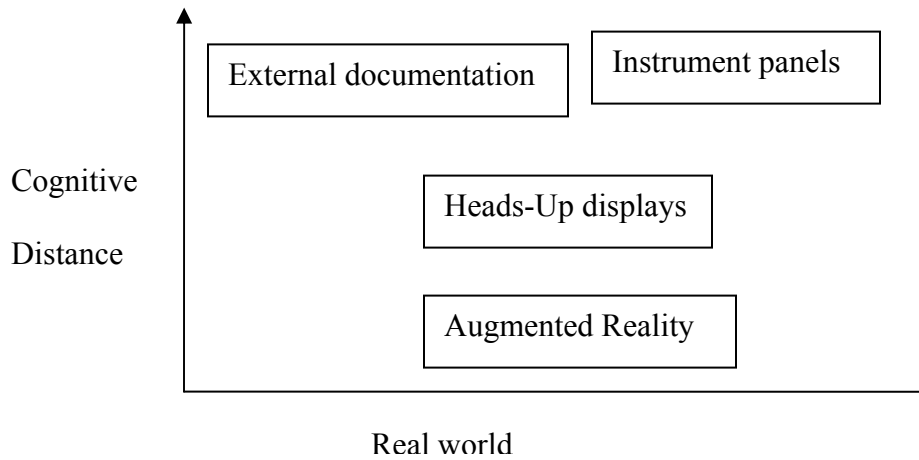 External documentation
Instrument panels
Cognitive
Distance
Heads-Up displays
Augmented Reality
Real world